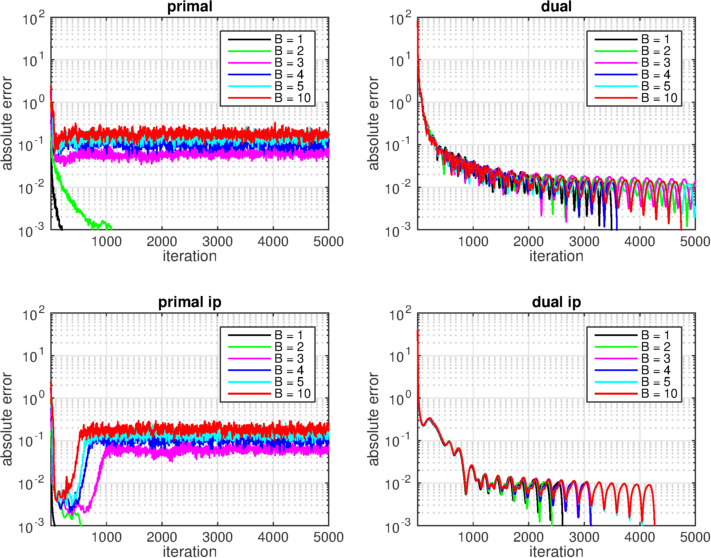 primal
absolute error
10^2
10^1
10^0
10^-1
10^-2
10^-3
1000
2000
3000
4000
5000
iteration
B = 1
B = 2
B = 3
B = 4
B = 5
B = 10
dual
absolute error
10^2
10^1
10^0
10^-1
10^-2
10^-3
1000
2000
3000
4000
5000
iteration
B = 1
B = 2
B = 3
B = 4
B = 5
B = 10
primal ip
absolute error
10^2
10^1
10^0
10^-1
10^-2
10^-3
1000
2000
3000
4000
5000
iteration
B = 1
B = 2
B = 3
B = 4
B = 5
B = 10
dual ip
absolute error
10^2
10^1
10^0
10^-1
10^-2
10^-3
1000
2000
3000
4000
5000
iteration
B = 1
B = 2
B = 3
B = 4
B = 5
B = 10